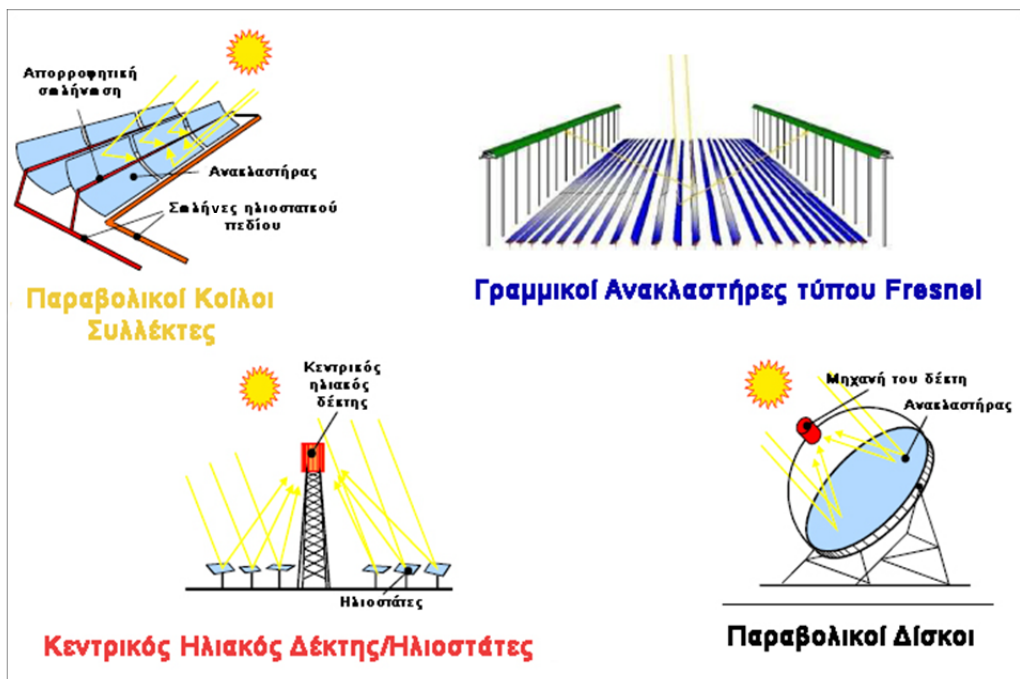 Απορροφητική
σωλήνωση
Ανακλαστήρας
Σωλήνες ηλιοστατικού
πεδίου
Παραβολικοί Κοίλοι
Συλλέκτες
Γραμμικοί Ανακλαστήρες τύπου Fresnel
Κεντρικός
ηλιακός
δέκτης
Ηλιοστάτες
Κεντρικός Ηλιακός Δέκτης/Ηλιοστάτες
Μηχανή του δέκτη
Ανακλαστήρας
Παραβολικοί Δίσκοι